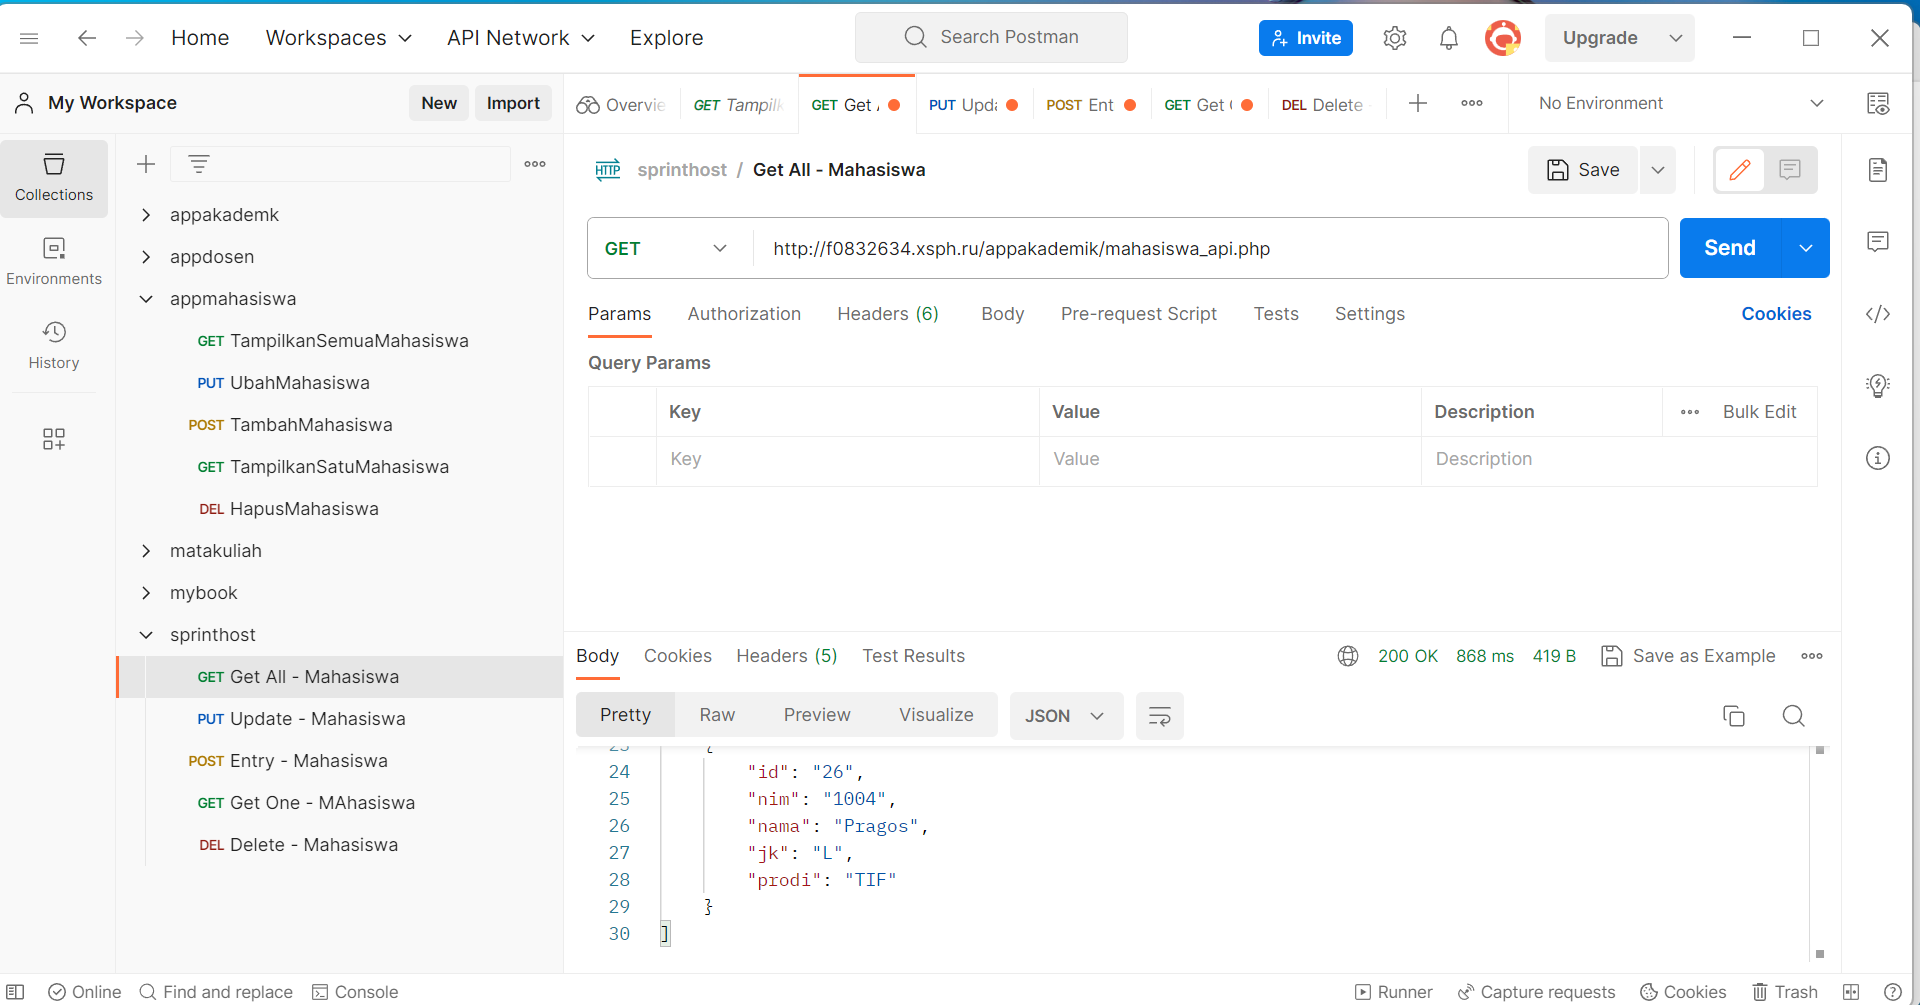 Home Workspaces API Network Explore Search Postman Invite Upgrade
My Workspace New Import Overvie GET Tampilk GET Get PUT Upda POST Ent GET Get DEL Delete No Environment
Collections
Environments
History
appakademk
appdosen
appmahasiswa
GET TampilkanSemuaMahasiswa
PUT UbahMahasiswa
POST TambahMahasiswa
GET TampilkanSatuMahasiswa
DEL HapusMahasiswa
matakuliah
mybook
sprinthost
GET Get All - Mahasiswa
PUT Update - Mahasiswa
POST Entry - Mahasiswa
GET Get One - MAhasiswa
DEL Delete - Mahasiswa
HTTP sprinthost / Get All - Mahasiswa Save
GET http://f0832634.xsph.ru/appakademik/mahasiswa_api.php Send
Params Authorization Headers (6) Body Pre-request Script Tests Settings Cookies
Query Params
Key Value Description Bulk Edit
Key Value Description
Body Cookies Headers (5) Test Results 200 OK 868 ms 419 B Save as Example
Pretty Raw Preview Visualize JSON
23 {
24 "id": "26",
25 "nim": "1004",
26 "nama": "Pragos",
27 "jk": "L",
28 "prodi": "TIF"
29 }
30 ]
Online Find and replace Console Runner Capture requests Cookies Trash